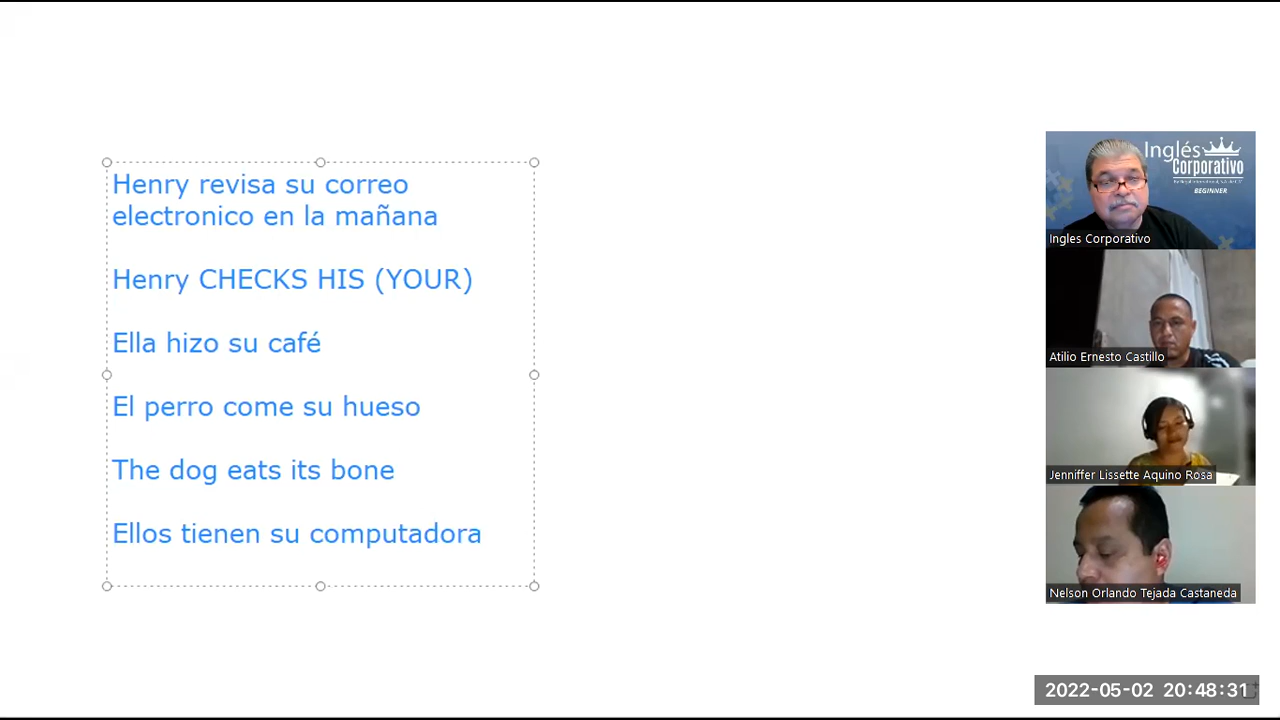 Henry revisa su correo
electronico en la mañana
Henry CHECKS HIS (YOUR)
Ella hizo su café
El perro come su hueso
The dog eats its bone
Ellos tienen su computadora
Inglés
Corporativo
BEGINNER
Ingles Corporativo
Atilio Ernesto Castillo
Jenniffer Lissette Aquino Rosa
Nelson Orlando Tejada Castaneda
2022-05-02 20:48:31